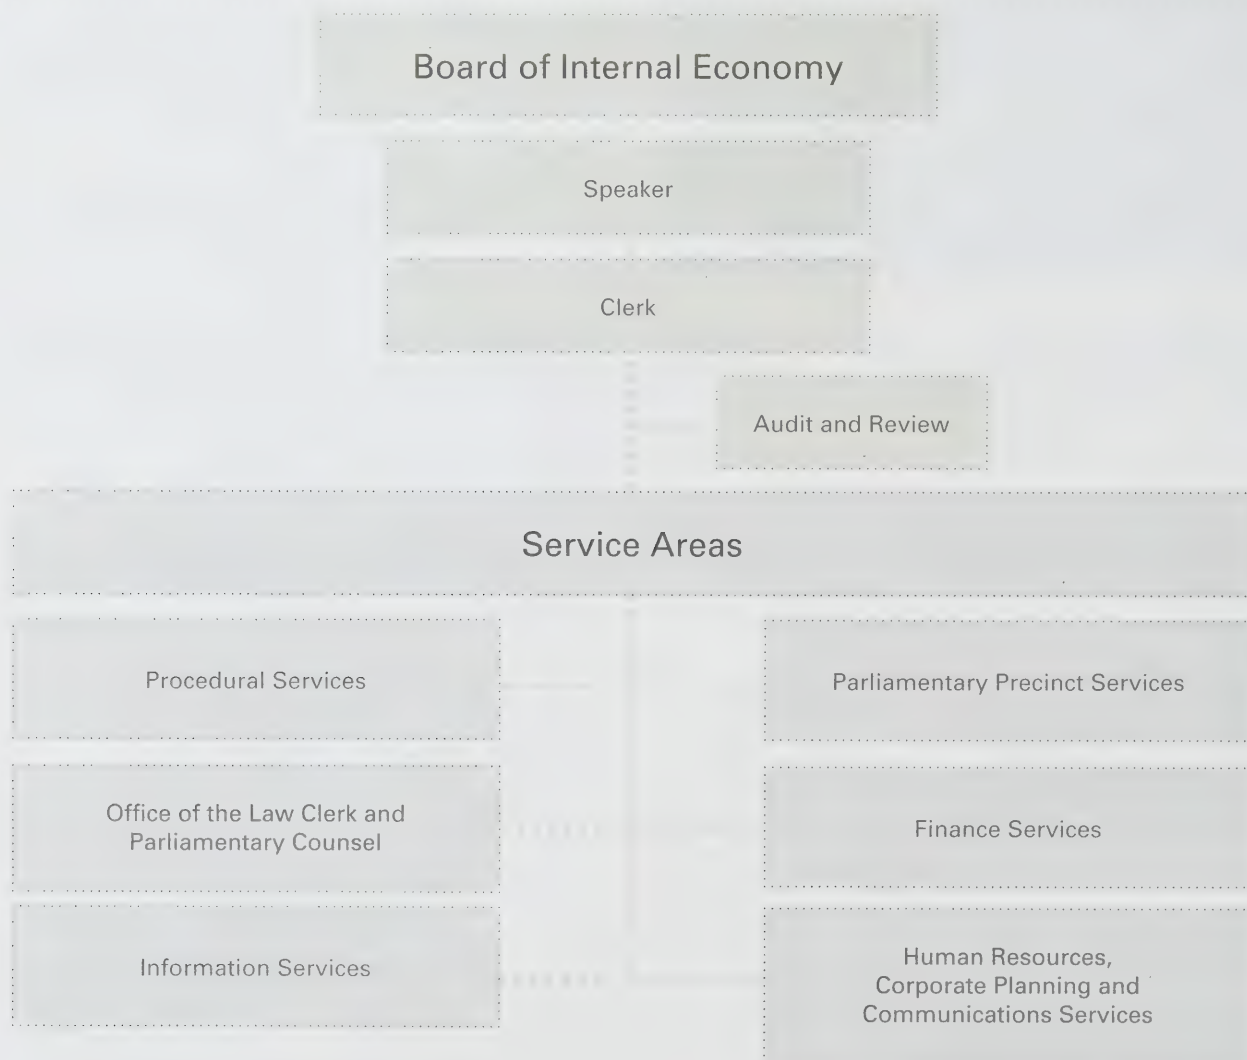 Board of Internal Economy
Speaker
Clerk
Audit and Review
Service Areas
Procedural Services
Parliamentary Precinct Services
Office of the Law Clerk and
Parliamentary Counsel
Finance Services
Information Services
Human Resources,
Corporate Planning and
Communications Services